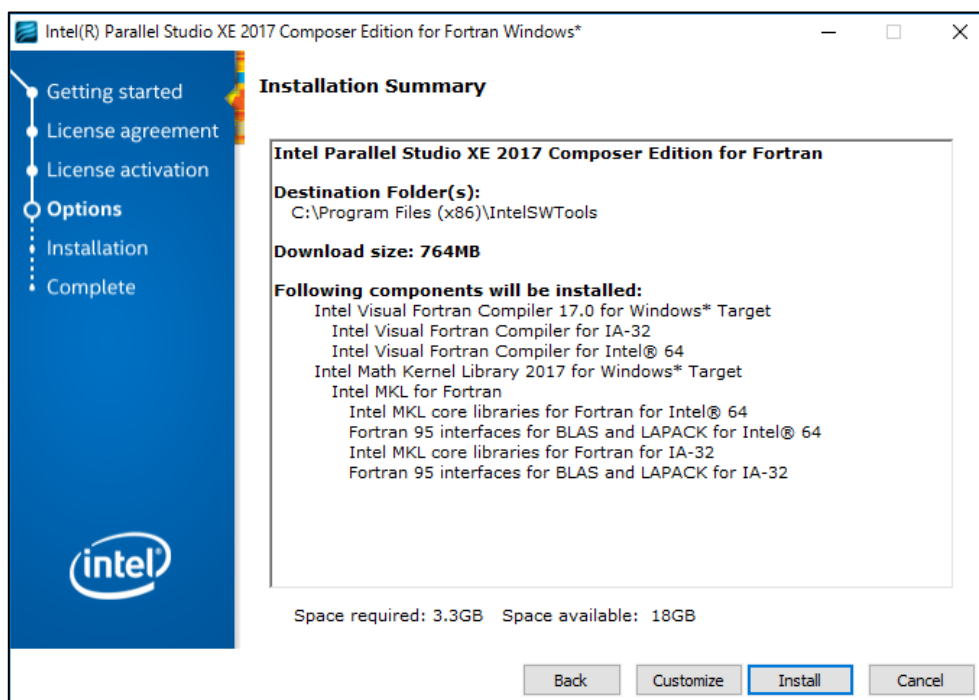 Intel(R) Parallel Studio XE 2017 Composer Edition for Fortran Windows*
Getting started
License agreement
License activation
Options
Installation
Complete
intel®
Installation Summary
Intel Parallel Studio XE 2017 Composer Edition for Fortran
Destination Folder(s):
C:\Program Files (x86)\IntelSWTools
Download size: 764MB
Following components will be installed:
Intel Visual Fortran Compiler 17.0 for Windows* Target
Intel Visual Fortran Compiler for IA-32
Intel Visual Fortran Compiler for Intel® 64
Intel Math Kernel Library 2017 for Windows* Target
Intel MKL for Fortran
Intel MKL core libraries for Fortran for Intel® 64
Fortran 95 interfaces for BLAS and LAPACK for Intel® 64
Intel MKL core libraries for Fortran for IA-32
Fortran 95 interfaces for BLAS and LAPACK for IA-32
Space required: 3.3GB Space available: 18GB
Back Customize Install Cancel